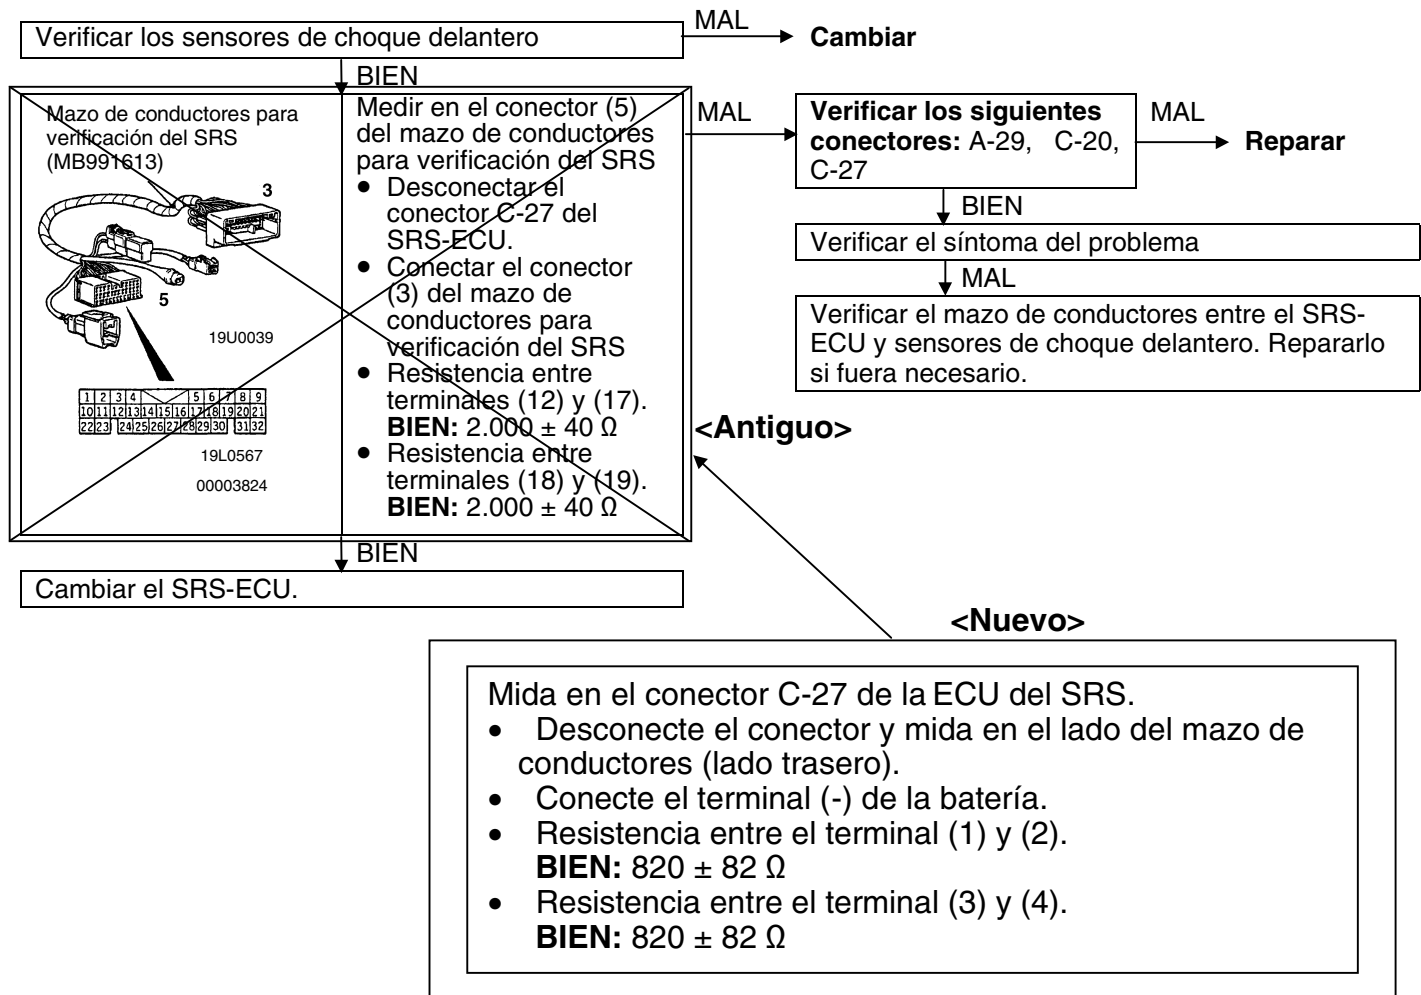 Verificar los sensores de choque delantero
MAL
Cambiar
BIEN
Mazo de conductores para
verificación del SRS
(MB991613)
3
5
19U0039
1 2 3 4 5 6 7 8 9
10 11 12 13 14 15 16 17 18 19 20 21
22 23 24 25 26 27 28 29 30 31 32
19L0567
00003824
Medir en el conector (5)
del mazo de conductores
para verificación del SRS
• Desconectar el
conector C-27 del
SRS-ECU.
• Conectar el conector
(3) del mazo de
conductores para
verificación del SRS
• Resistencia entre
terminales (12) y (17).
BIEN: 2.000 ± 40 Ω
• Resistencia entre
terminales (18) y (19).
BIEN: 2.000 ± 40 Ω
MAL
Verificar los siguientes
conectores: A-29, C-20,
C-27
MAL
Reparar
BIEN
Verificar el síntoma del problema
MAL
Verificar el mazo de conductores entre el SRS-
ECU y sensores de choque delantero. Repararlo
si fuera necesario.
<Antiguo>
BIEN
Cambiar el SRS-ECU.
<Nuevo>
Mida en el conector C-27 de la ECU del SRS.
• Desconecte el conector y mida en el lado del mazo de
conductores (lado trasero).
• Conecte el terminal (-) de la batería.
• Resistencia entre el terminal (1) y (2).
BIEN: 820 ± 82 Ω
• Resistencia entre el terminal (3) y (4).
BIEN: 820 ± 82 Ω